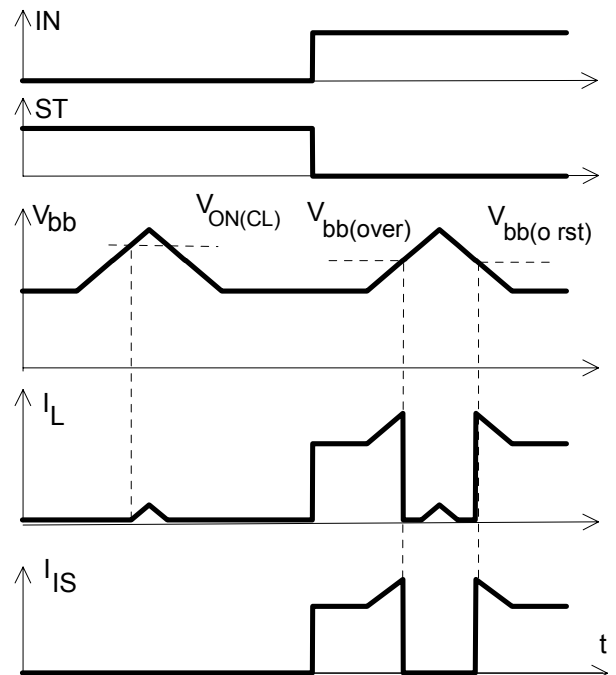 IN
ST
Vbb
VON(CL)
Vbb(over)
Vbb(o rst)
IL
IIS
t